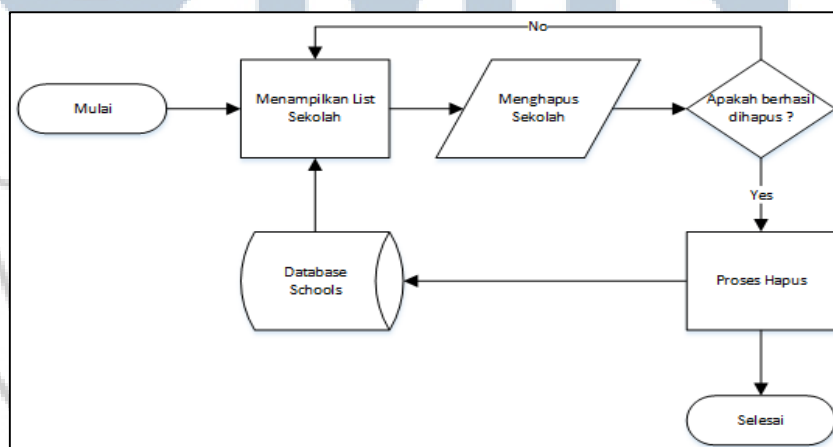 No
Mulai
Menampilkan List
Sekolah
Menghapus
Sekolah
Apakah berhasil
dihapus ?
Yes
Database
Schools
Proses Hapus
Selesai